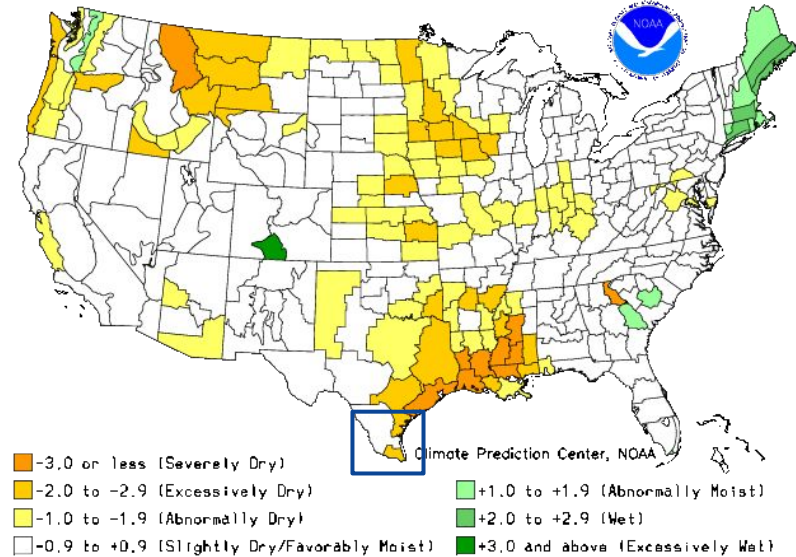 NOAA
Climate Prediction Center, NOAA
-3.0 or less (Severely Dry)
-2.0 to -2.9 (Excessively Dry)
-1.0 to -1.9 (Abnormally Dry)
-0.9 to +0.9 (Slightly Dry/Favorably Moist)
+1.0 to +1.9 (Abnormally Moist)
+2.0 to +2.9 (Wet)
+3.0 and above (Excessively Wet)